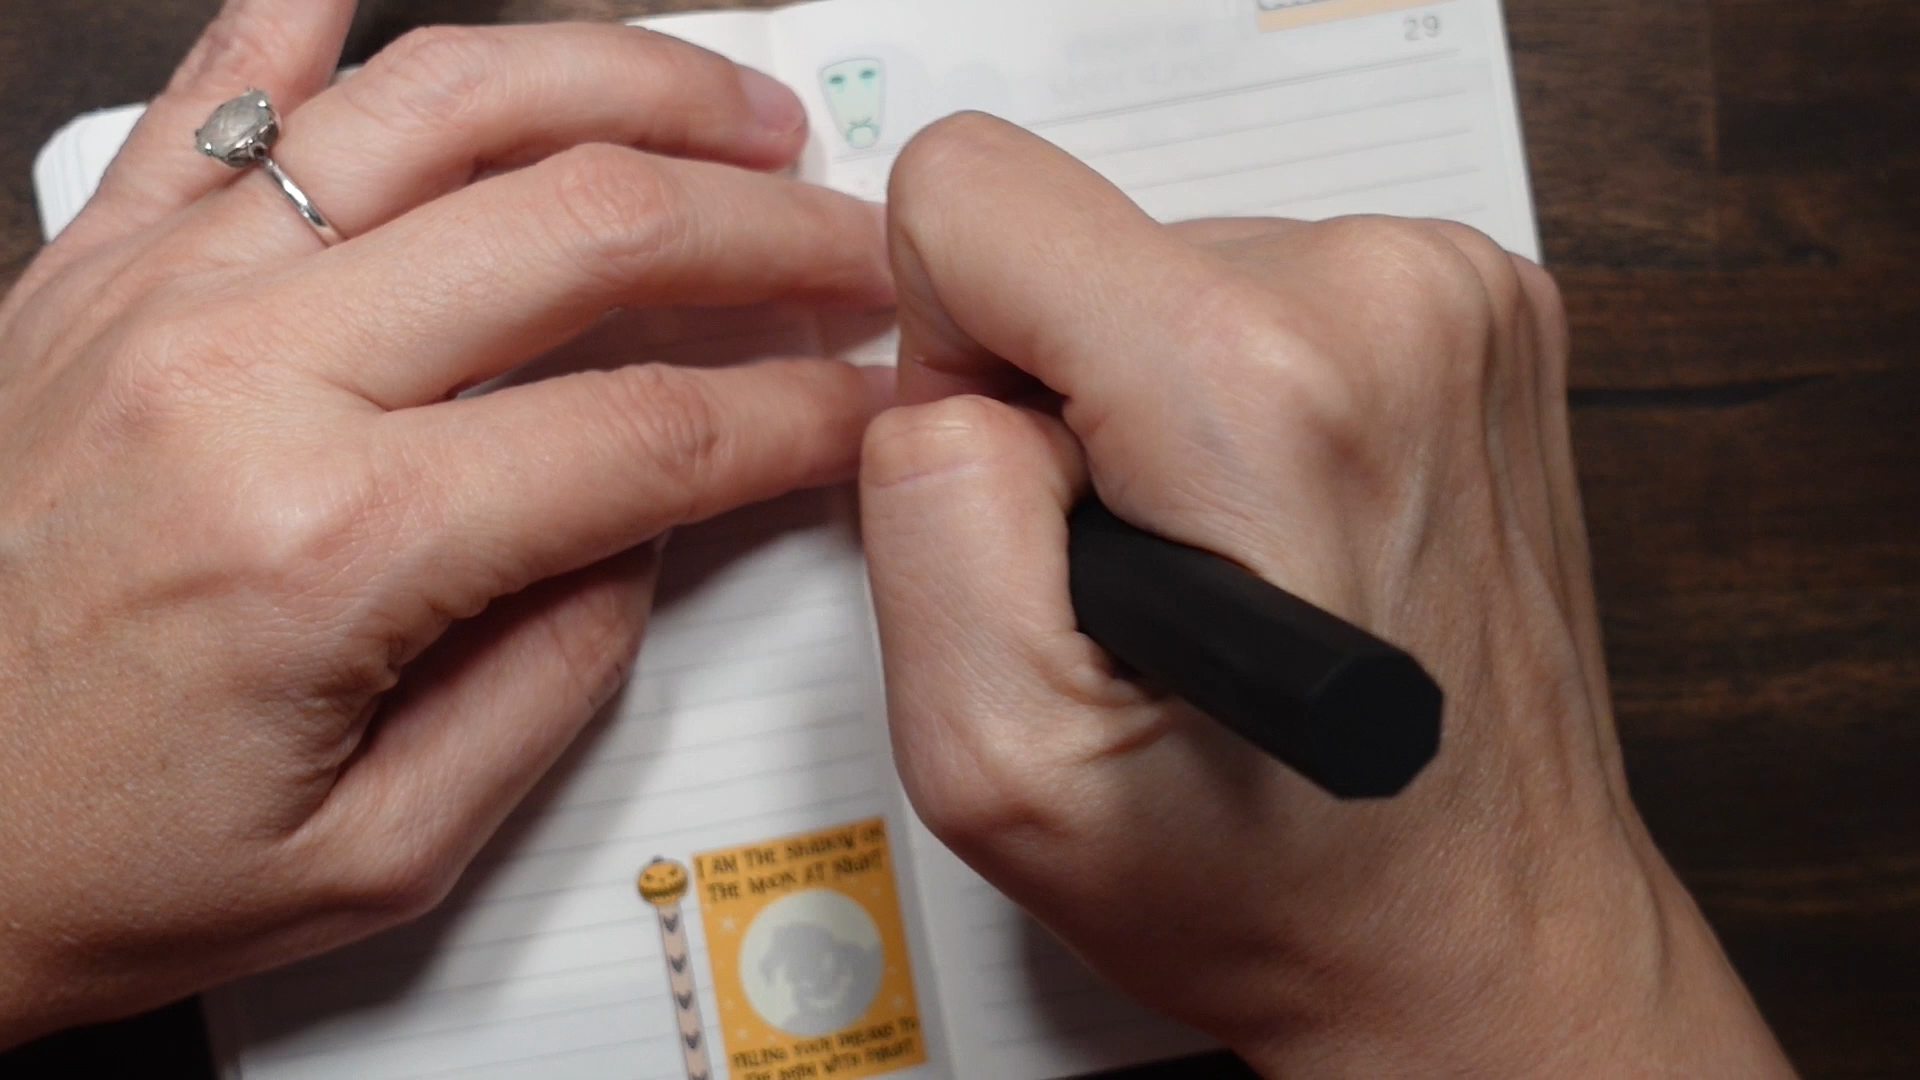 29
I AM THE SHADOW ON
THE MOON AT NIGHT
FILLING YOUR DREAMS TO
THE BRIM WITH FRIGHT